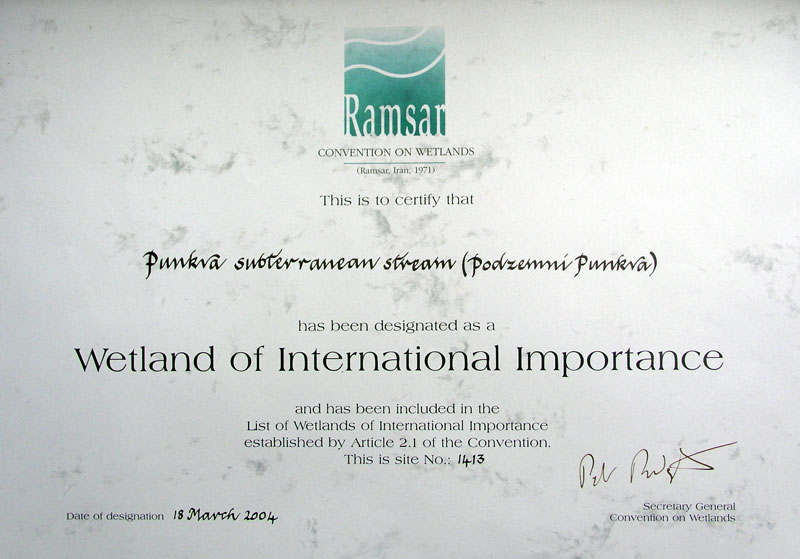 Ramsar
CONVENTION ON WETLANDS
(Ramsar, Iran, 1971)
This is to certify that
Punkva subterranean stream (Podzemní Punkva)
has been designated as a
Wetland of International Importance
and has been included in the
List of Wetlands of International Importance
established by Article 2.1 of the Convention.
This is site No.: 1413
Secretary General
Convention on Wetlands
Date of designation 18 March 2004